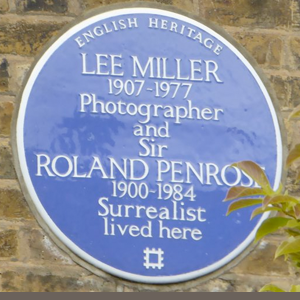 ENGLISH HERITAGE
LEE MILLER
1907-1977
Photographer
and
Sir
ROLAND PENROSE
1900-1984
Surrealist
lived here